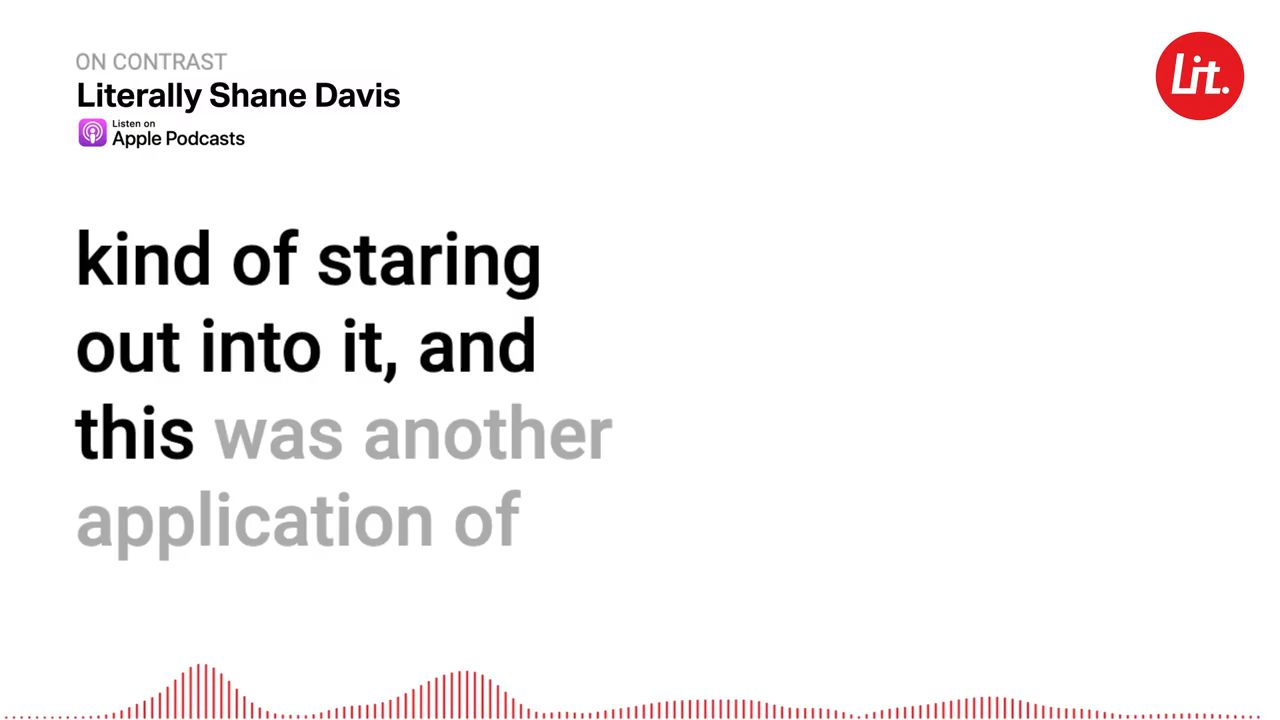 ON CONTRAST
Literally Shane Davis
Listen on
Apple Podcasts
Lit.
kind of staring
out into it, and
this was another
application of